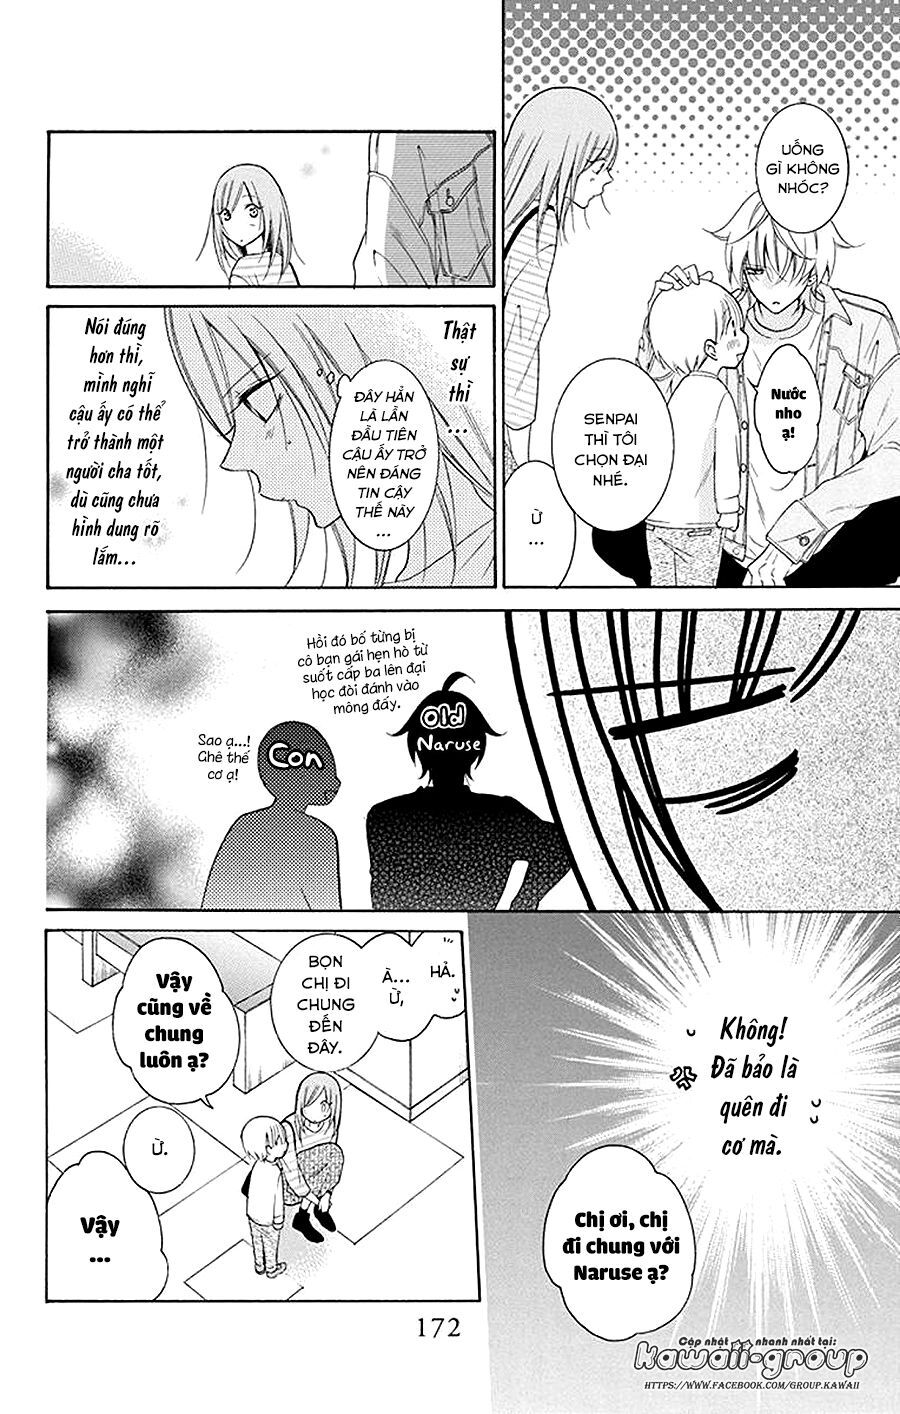 UỐNG
GÌ KHÔNG
NHÓC?
Nước
nho
ạ!
SENPAI
THÌ TÔI
CHỌN ĐẠI
NHÉ.
Ừ
...
Thật
sự
thì
...
ĐÂY HẲN
LÀ LẦN
ĐẦU TIÊN
CẬU ẤY TRỞ
NÊN ĐÁNG
TIN CẬY
THẾ NÀY
...
Nói đúng
hơn thì,
mình nghĩ
cậu ấy có thể
trở thành một
người cha tốt,
dù cũng chưa
hình dung rõ
lắm...
Hồi đó bố từng bị
cô bạn gái hẹn hò từ
suốt cấp ba lên đại
học đòi đánh vào
mông đấy.
Old
Naruse
Sao ạ...!
Ghê thế
cơ ạ!
Con
Không!
Đã bảo là
quên đi
cơ mà.
Chị ơi, chị
đi chung với
Naruse ạ?
HẢ.
À...
Ừ,
BỌN
CHỊ ĐI
CHUNG
ĐẾN
ĐÂY.
Vậy
cũng về
chung
luôn ạ?
Ừ.
Vậy
...
172
Cập nhật nhanh nhất tại:
kawaii-group
HTTPS://WWW.FACEBOOK.COM/GROUP.KAWAII